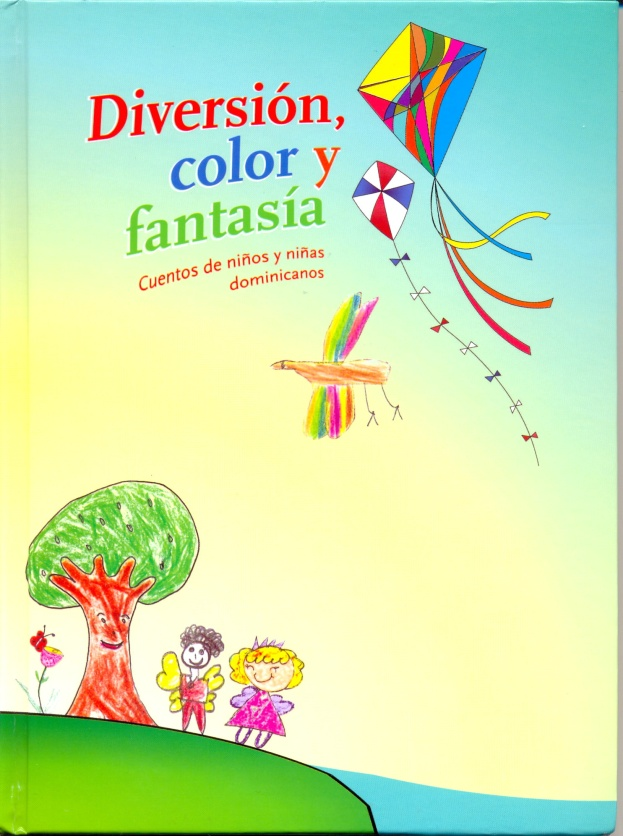 Diversión,
color y
fantasía
Cuentos de niños y niñas
dominicanos